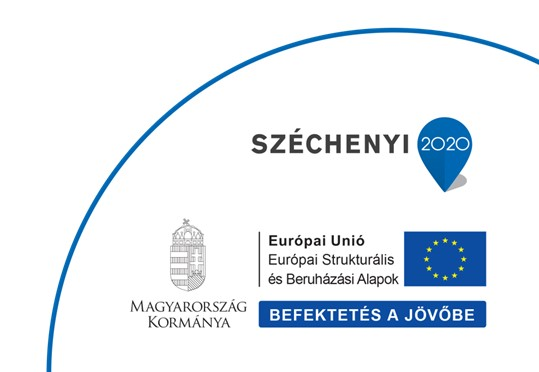 SZÉCHENYI 2020
Európai Unió
Európai Strukturális
és Beruházási Alapok
MAGYARORSZÁG
KORMÁNYA
BEFEKTETÉS A JÖVŐBE